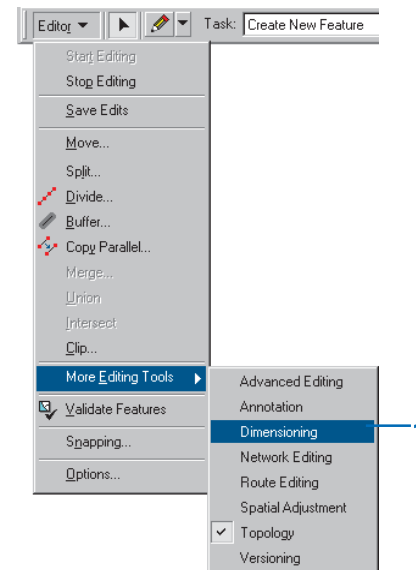 Editor Task: Create New Feature
Start Editing
Stop Editing
Save Edits
Move...
Split...
Divide...
Buffer...
Copy Parallel...
Merge...
Union
Intersect
Clip...
More Editing Tools
Validate Features
Snapping...
Options...
Advanced Editing
Annotation
Dimensioning
Network Editing
Route Editing
Spatial Adjustment
Topology
Versioning